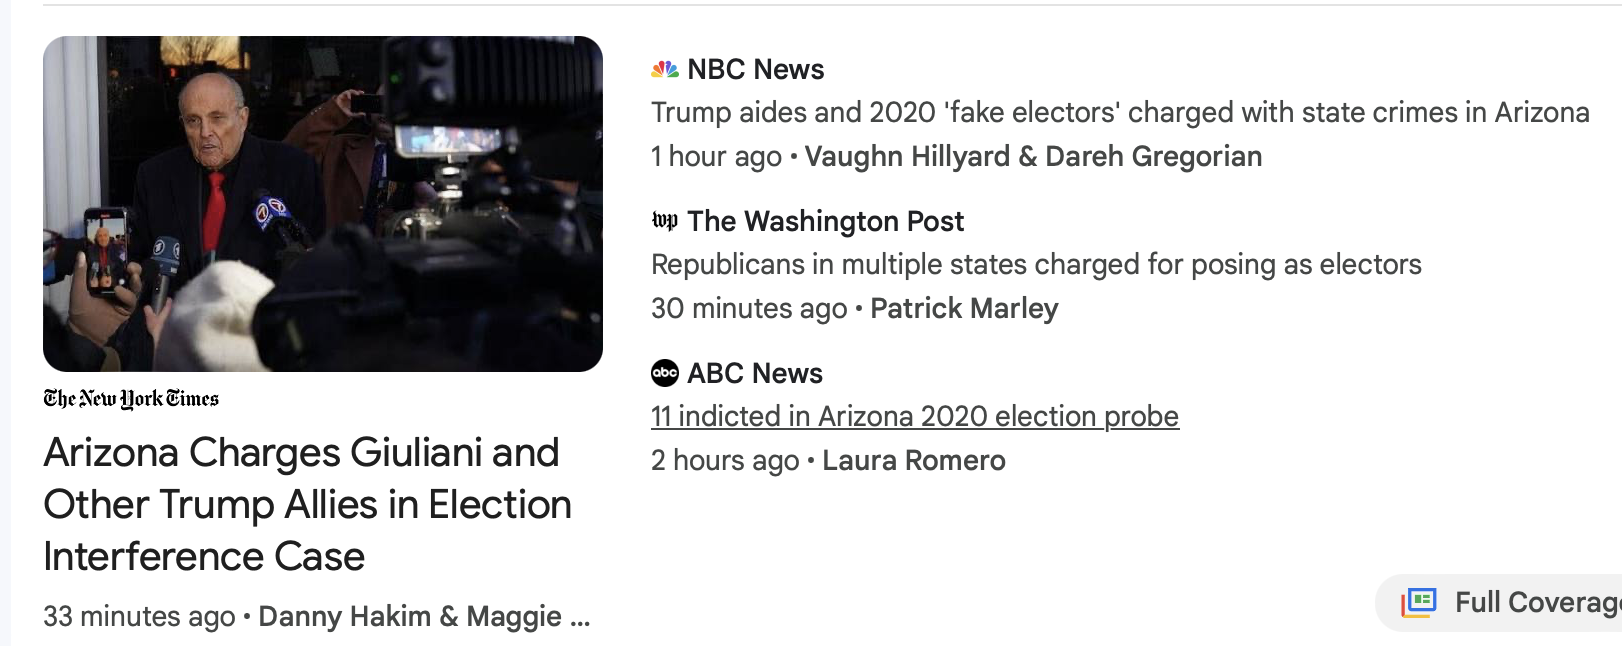 The New York Times
Arizona Charges Giuliani and
Other Trump Allies in Election
Interference Case
33 minutes ago • Danny Hakim & Maggie ...
NBC News
Trump aides and 2020 'fake electors' charged with state crimes in Arizona
1 hour ago • Vaughn Hillyard & Dareh Gregorian
wp The Washington Post
Republicans in multiple states charged for posing as electors
30 minutes ago • Patrick Marley
abc ABC News
11 indicted in Arizona 2020 election probe
2 hours ago • Laura Romero
Full Coverage